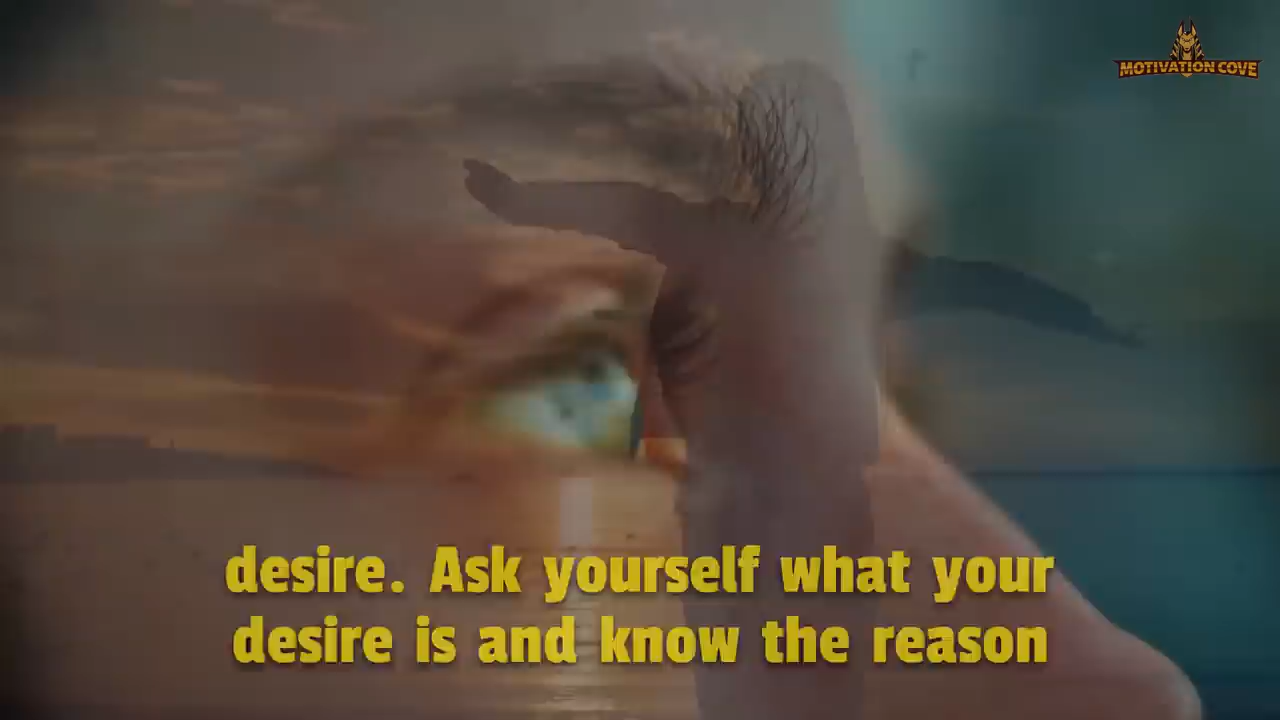 MOTIVATION COVE
desire. Ask yourself what your
desire is and know the reason